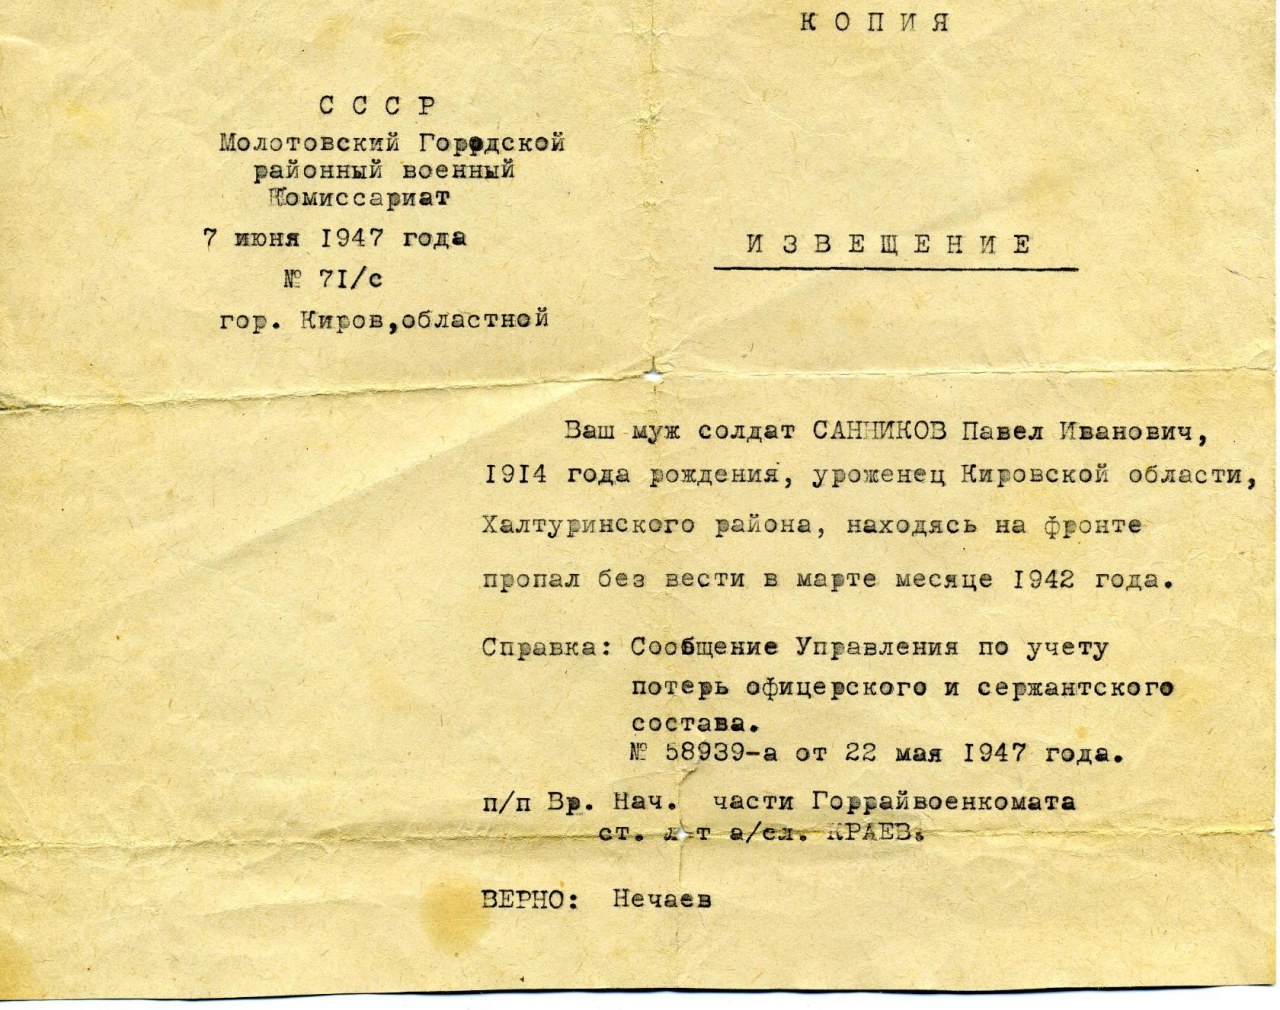 К О П И Я
С С С Р
Молотовский Городской
районный военный
Комиссариат
7 июня 1947 года
№ 71/с
гор. Киров,областной
И З В Е Щ Е Н И Е
Ваш муж солдат САННИКОВ Павел Иванович,
1914 года рождения, уроженец Кировской области,
Халтуринского района, находясь на фронте
пропал без вести в марте месяце 1942 года.
Справка: Сообщение Управления по учету
потерь офицерского и сержантского
состава.
№ 58939-а от 22 мая 1947 года.
п/п Вр. Нач. части Горрайвоенкомата
ст. л-т а/сл. КРАЕВ.
ВЕРНО: Нечаев